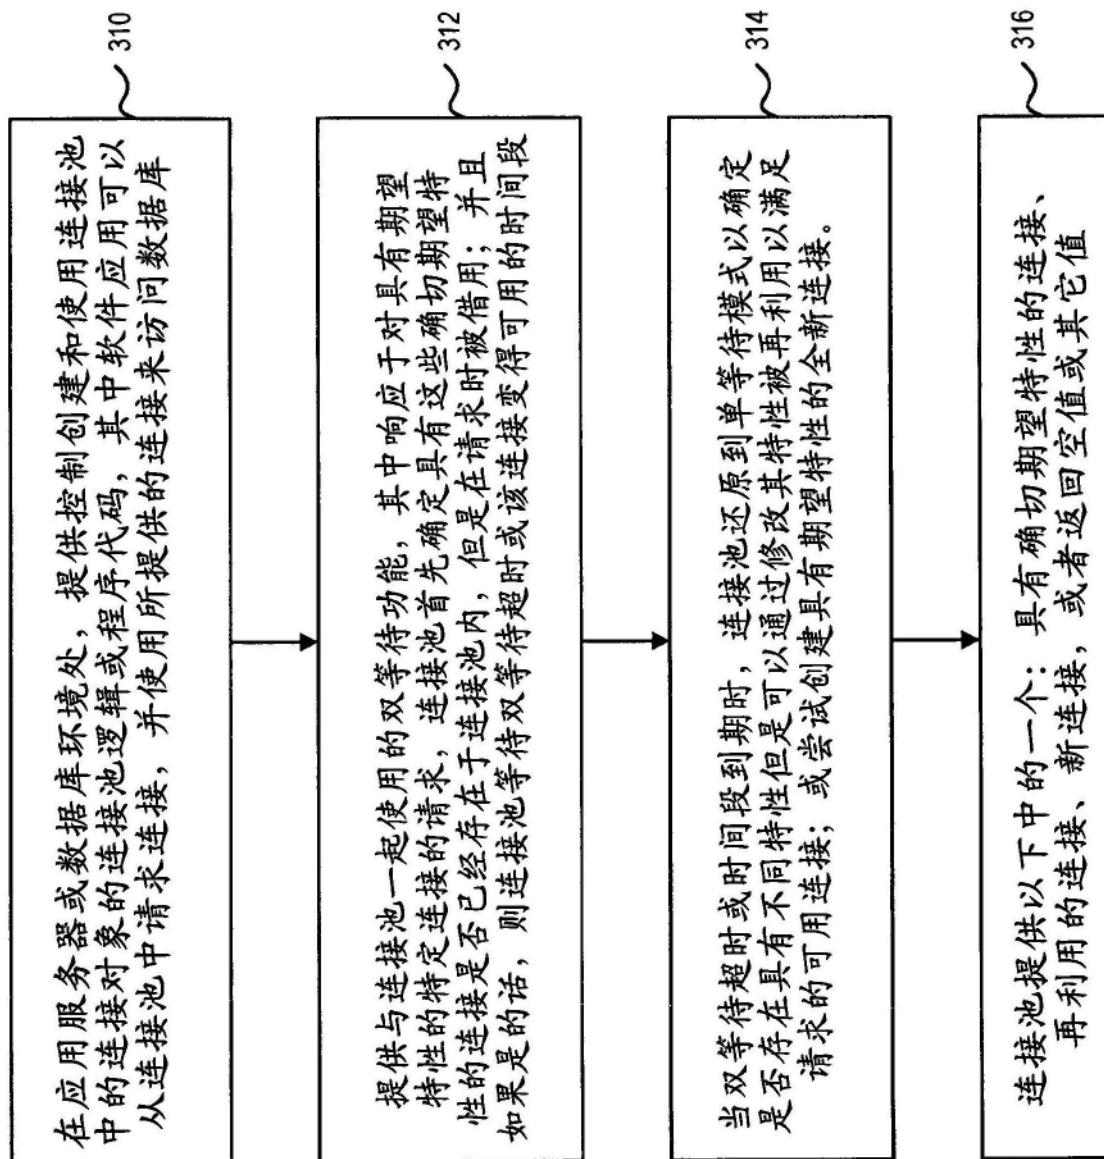 310
在应用服务器或数据库环境处，提供控制创建和使用连接池
中的连接对象的连接池逻辑或程序代码，其中软件应用可以
从连接池中请求连接，并使用所提供的连接来访问数据库
312
提供与连接池一起使用的双等待功能，其中响应于对具有期望
特性的特定连接的请求，连接池首先确定具有这些确切期望特
性的连接是否已经存在于连接池内，但是在请求时被借用；并且
如果是的话，则连接池等待双等待超时或该连接变得可用的时间段
314
当双等待超时或时间段到期时，连接池还原到单等待模式以确定
是否存在具有不同特性但是可以通过修改其特性被再利用以满足
请求的可用连接；或尝试创建具有期望特性的全新连接。
316
连接池提供以下中的一个：具有确切期望特性的连接、
再利用的连接、新连接，或者返回空值或其它值